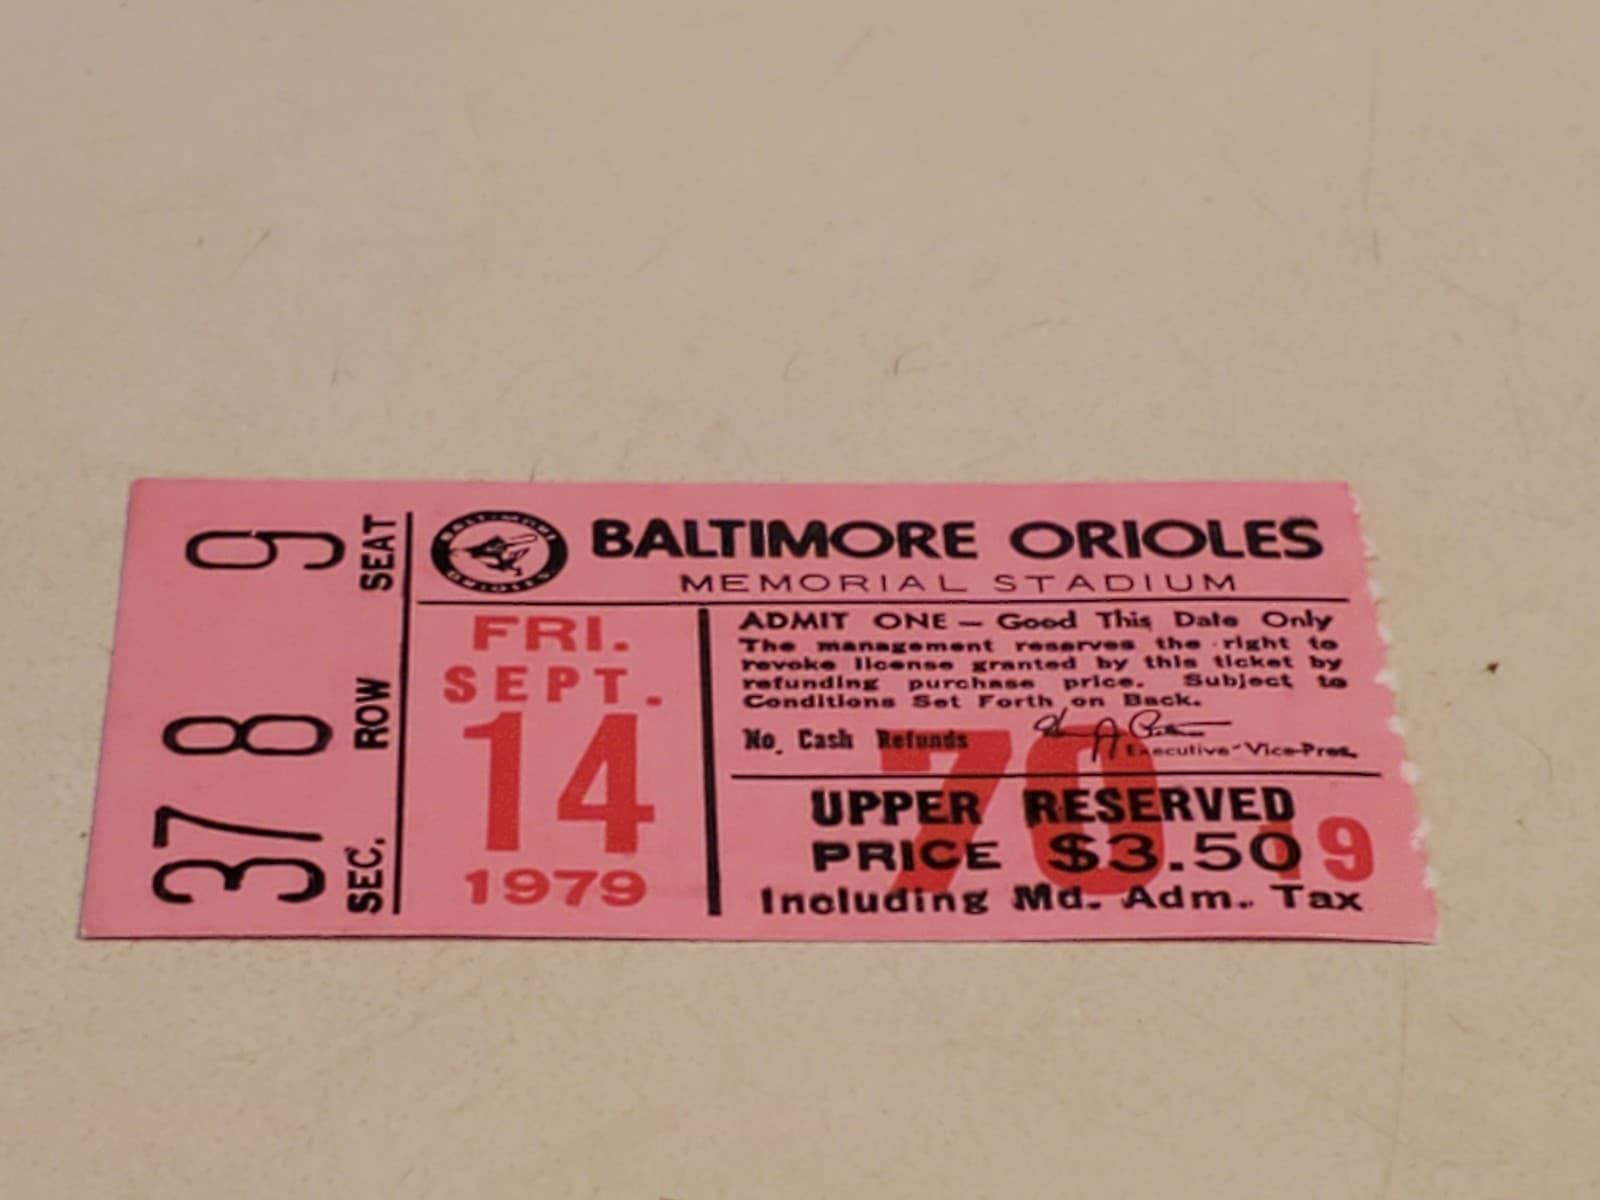 37 8 9
SEC. ROW SEAT
BALTIMORE
ORIOLES
BALTIMORE ORIOLES
MEMORIAL STADIUM
FRI.
SEPT.
14
1979
ADMIT ONE — Good This Date Only
The management reserves the right to
revoke license granted by this ticket by
refunding purchase price. Subject to
Conditions Set Forth on Back.
No Cash Refunds
Executive Vice-Pres.
70
UPPER RESERVED
PRICE $3.50
19
Including Md. Adm. Tax